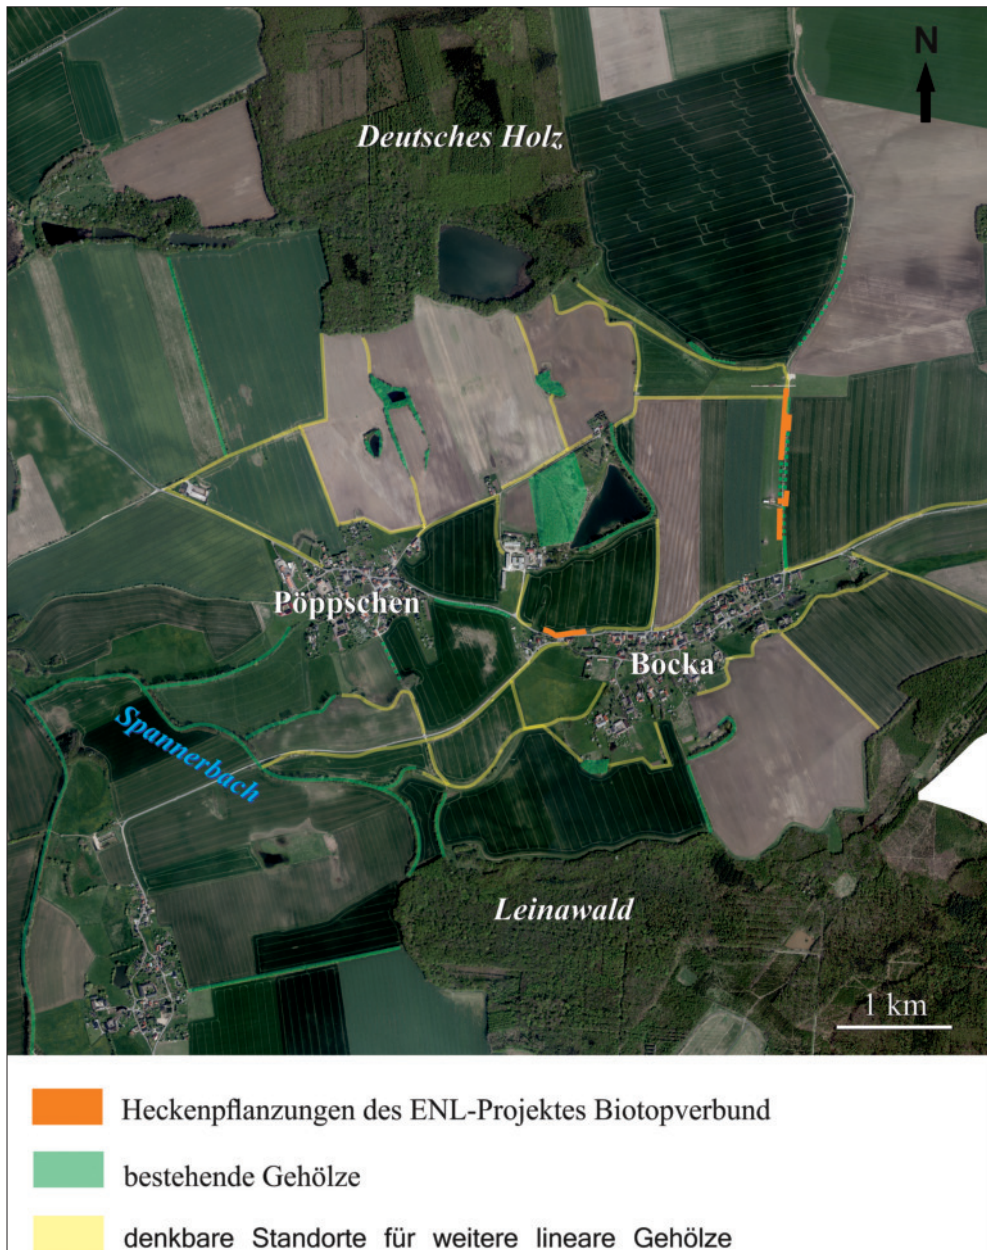 N
Deutsches Holz
Pöppschen
Bocka
Spannerbach
Leinawald
1 km
Heckenpflanzungen des ENL-Projektes Biotopverbund
bestehende Gehölze
denkbare Standorte für weitere lineare Gehölze